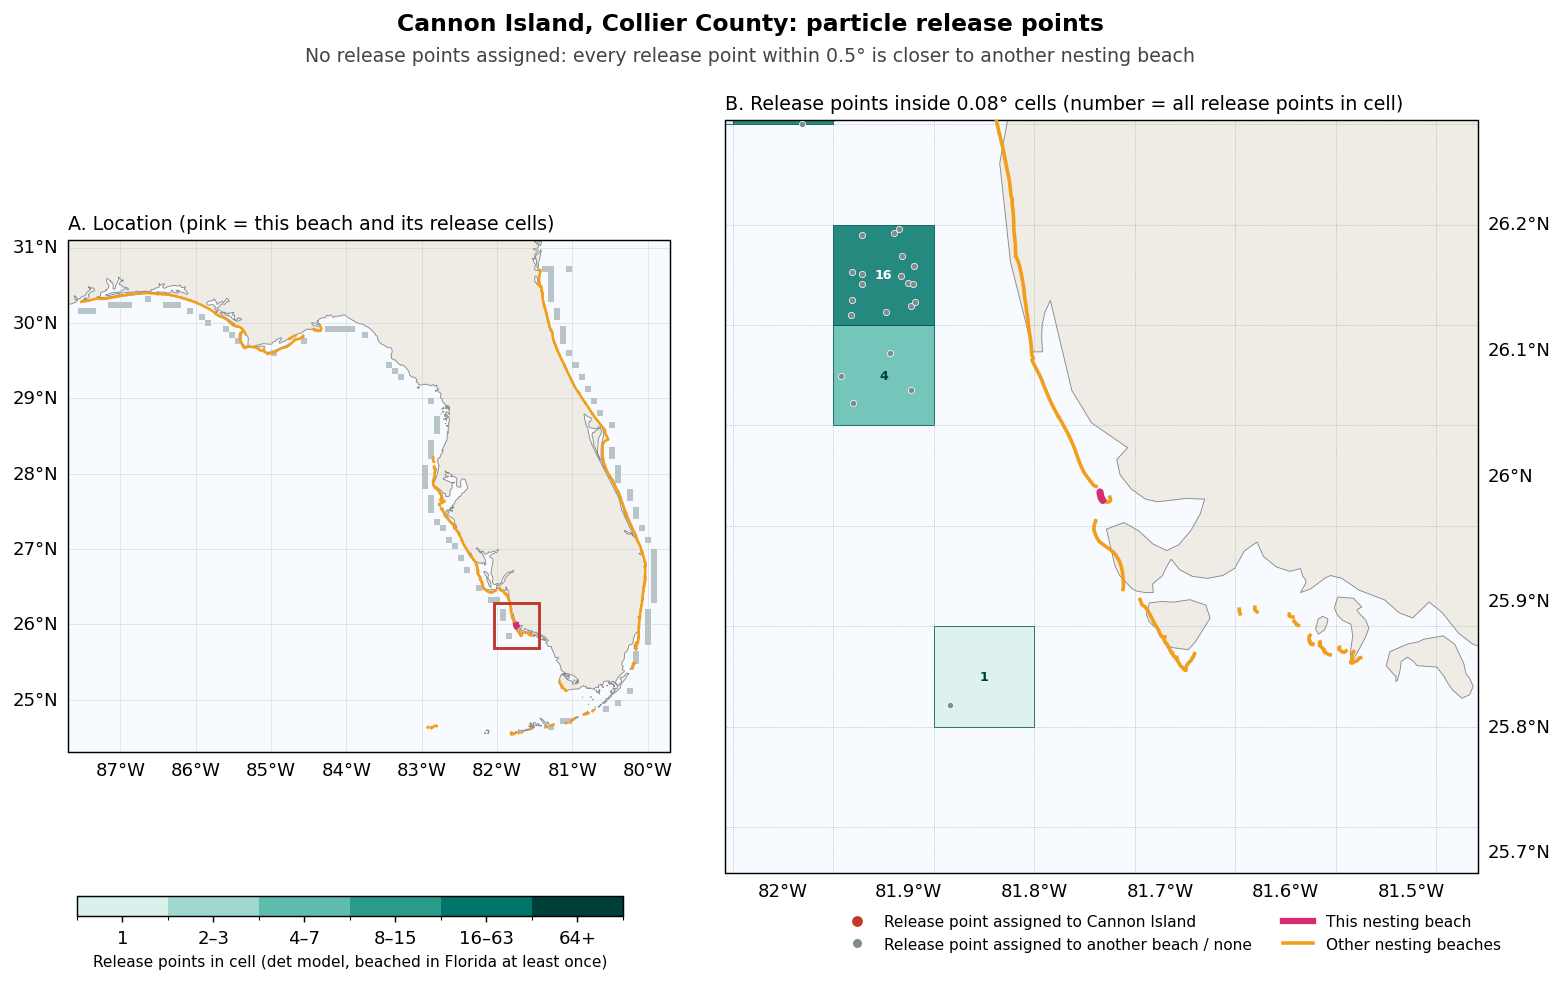 Cannon Island, Collier County: particle release points
No release points assigned: every release point within 0.5° is closer to another nesting beach
A. Location (pink = this beach and its release cells)
31°N
30°N
29°N
28°N
27°N
26°N
25°N
87°W
86°W
85°W
84°W
83°W
82°W
81°W
80°W
B. Release points inside 0.08° cells (number = all release points in cell)
16
4
1
26.2°N
26.1°N
26°N
25.9°N
25.8°N
25.7°N
82°W
81.9°W
81.8°W
81.7°W
81.6°W
81.5°W
1
2–3
4–7
8–15
16–63
64+
Release points in cell (det model, beached in Florida at least once)
Release point assigned to Cannon Island
Release point assigned to another beach / none
This nesting beach
Other nesting beaches